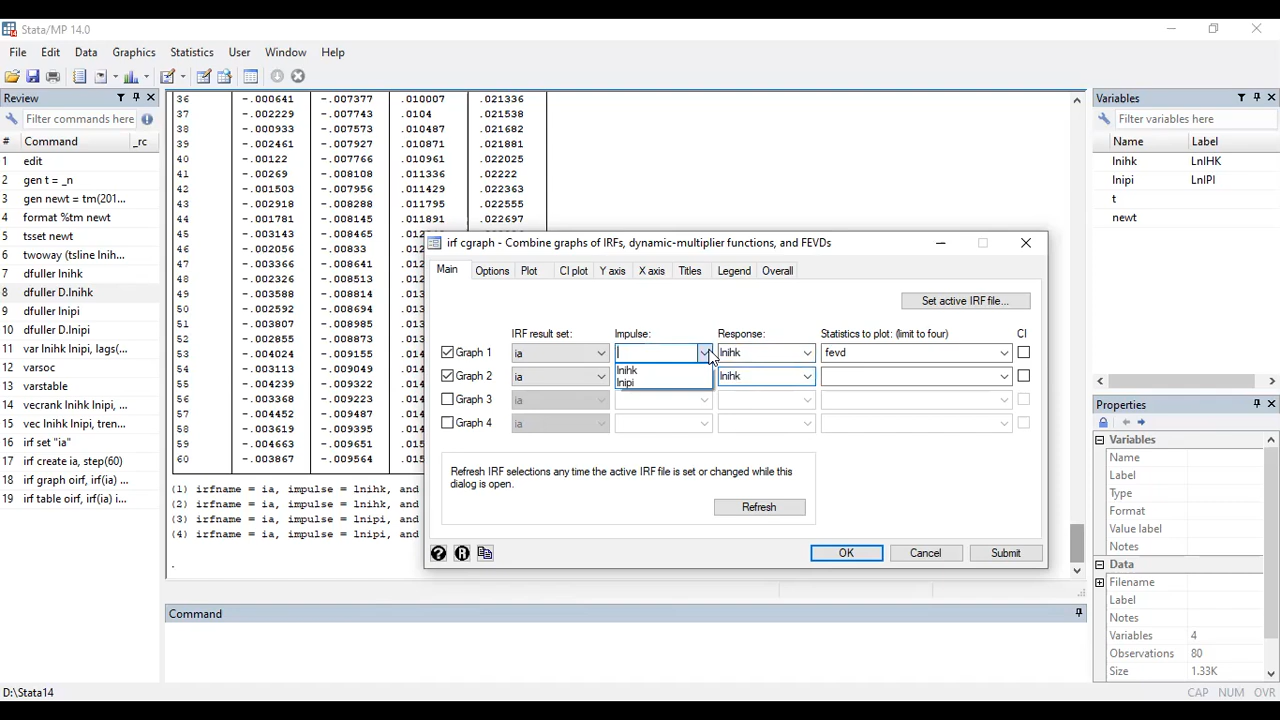 Stata/MP 14.0
File Edit Data Graphics Statistics User Window Help
Review
Filter commands here
# Command _rc
1 edit
2 gen t = _n
3 gen newt = tm(201...
4 format %tm newt
5 tsset newt
6 twoway (tsline lnihk...
7 dfuller lnihk
8 dfuller D.lnihk
9 dfuller lnipi
10 dfuller D.lnipi
11 var lnihk lnipi, lags(...
12 varsoc
13 varstable
14 vecrank lnihk lnipi, ...
15 vec lnihk lnipi, tren...
16 irf set "ia"
17 irf create ia, step(60)
18 irf graph oirf, irf(ia) i...
19 irf table oirf, irf(ia) i...
36 -.000641 -.007377 .010007 .021336
37 -.002229 -.007743 .0104 .021538
38 -.000933 -.007573 .010487 .021682
39 -.002461 -.007927 .010871 .021881
40 -.00122 -.007766 .010961 .022025
41 -.00269 -.008108 .011336 .02222
42 -.001503 -.007956 .011429 .022363
43 -.002918 -.008288 .011795 .022555
44 -.001781 -.008145 .011891 .022697
45 -.003143 -.008465
46 -.002056 -.00833
47 -.003366 -.008641
48 -.002326 -.008513
49 -.003588 -.008814
50 -.002592 -.008694
51 -.003807 -.008985
52 -.002855 -.008873
53 -.004024 -.009154
54 -.003113 -.00905
55 -.004239 -.009321
56 -.003368 -.009223
57 -.004452 -.009487
58 -.003619 -.009395
59 -.004663 -.009651
60 -.003867 -.009564
(1) irfname = ia, impulse = lnihk, and
(2) irfname = ia, impulse = lnihk, and
(3) irfname = ia, impulse = lnipi, and
(4) irfname = ia, impulse = lnipi, and
.
irf cgraph - Combine graphs of IRFs, dynamic-multiplier functions, and FEVDs
Main Options Plot CI plot Y axis X axis Titles Legend Overall
Set active IRF file...
IRF result set: Impulse: Response: Statistics to plot: (limit to four) CI
Graph 1 ia lnihk fevd
lnihk
lnipi
Graph 2 ia lnihk
Graph 3 ia
Graph 4 ia
Refresh IRF selections any time the active IRF file is set or changed while this
dialog is open.
Refresh
OK Cancel Submit
Command
Variables
Filter variables here
Name Label
lnihk LnIHK
lnipi LnIPI
t
newt
Properties
Variables
Name
Label
Type
Format
Value label
Notes
Data
Filename
Label
Notes
Variables 4
Observations 80
Size 1.33K
D:\Stata14
CAP NUM OVR